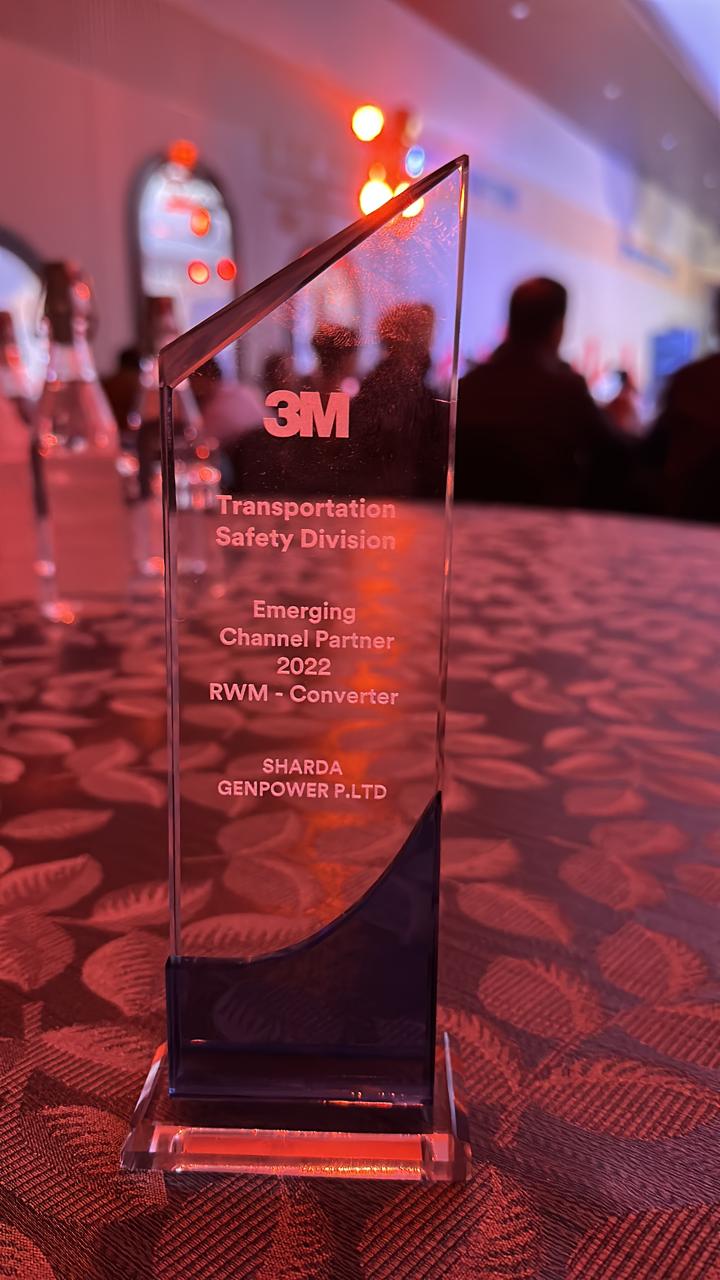 3M
Transportation
Safety Division
Emerging
Channel Partner
2022
RWM - Converter
SHARDA
GENPOWER P.LTD